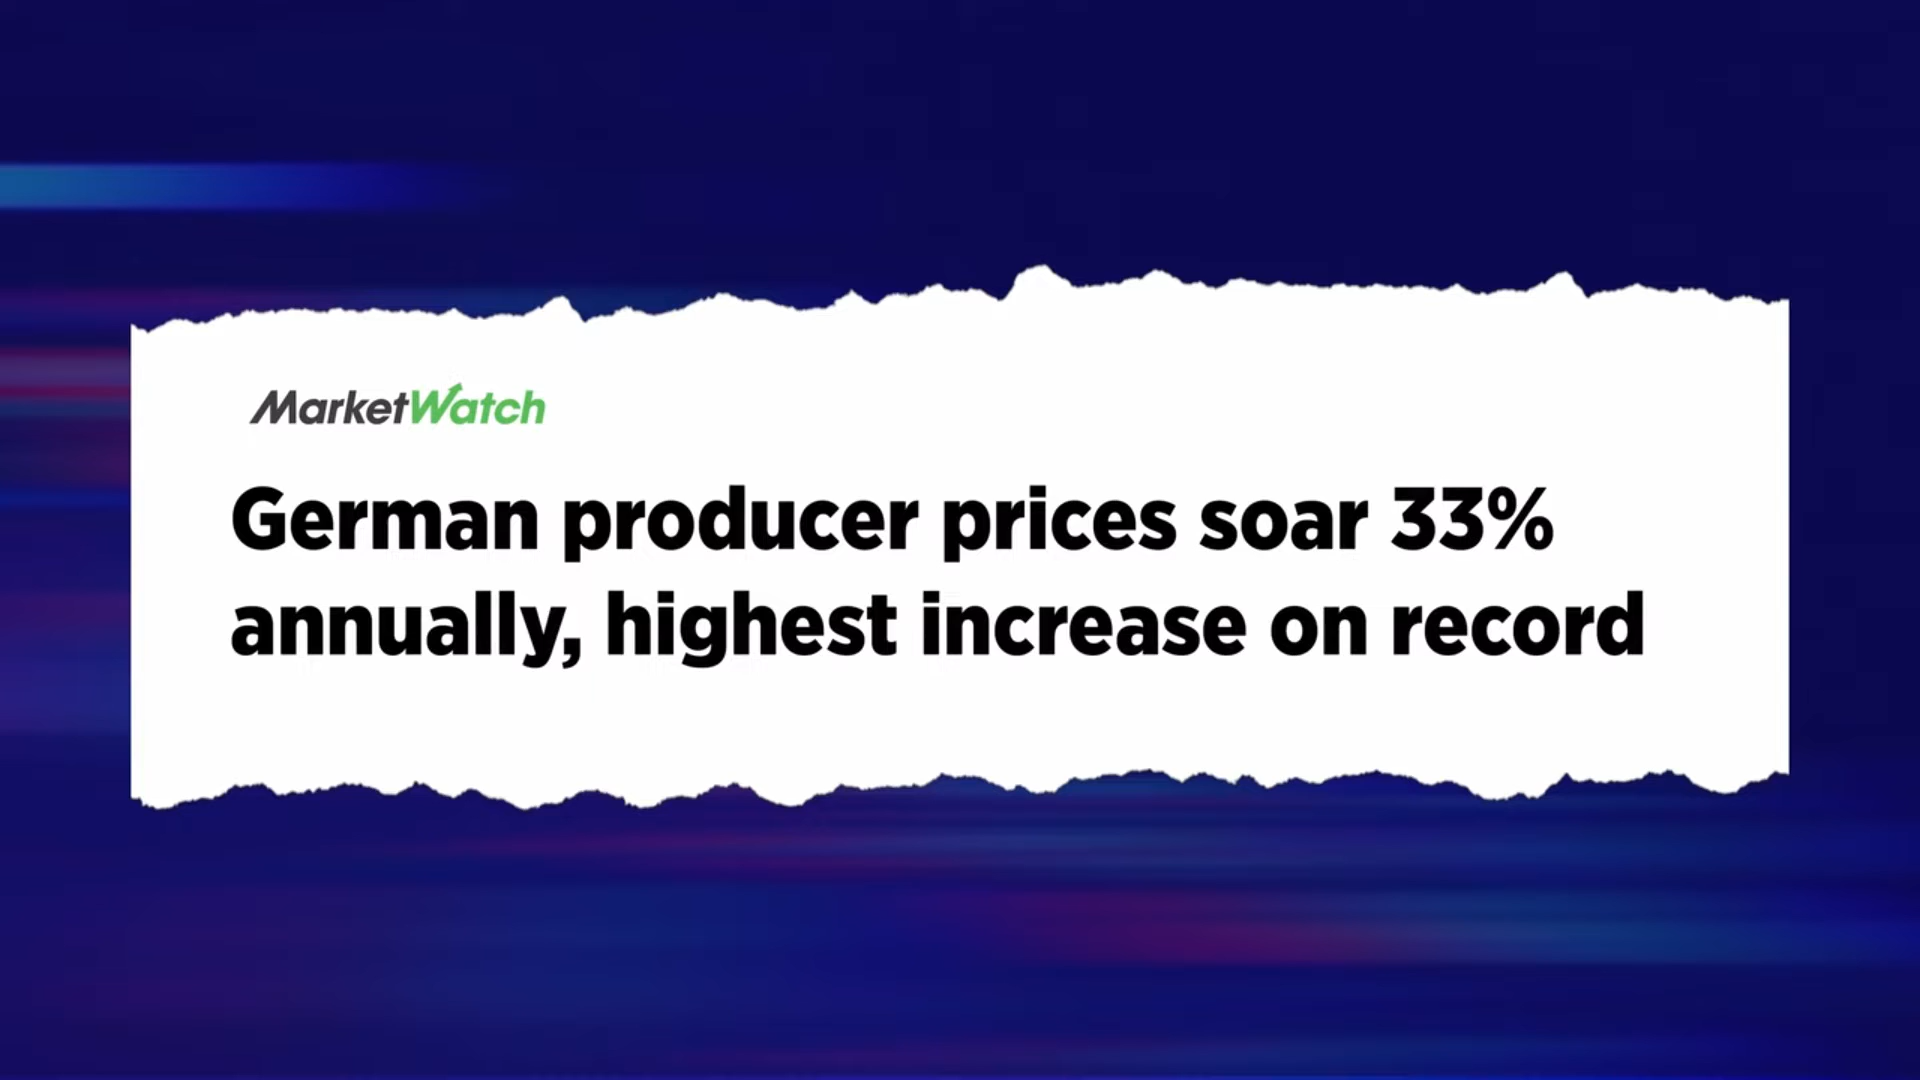 MarketWatch
German producer prices soar 33%
annually, highest increase on record